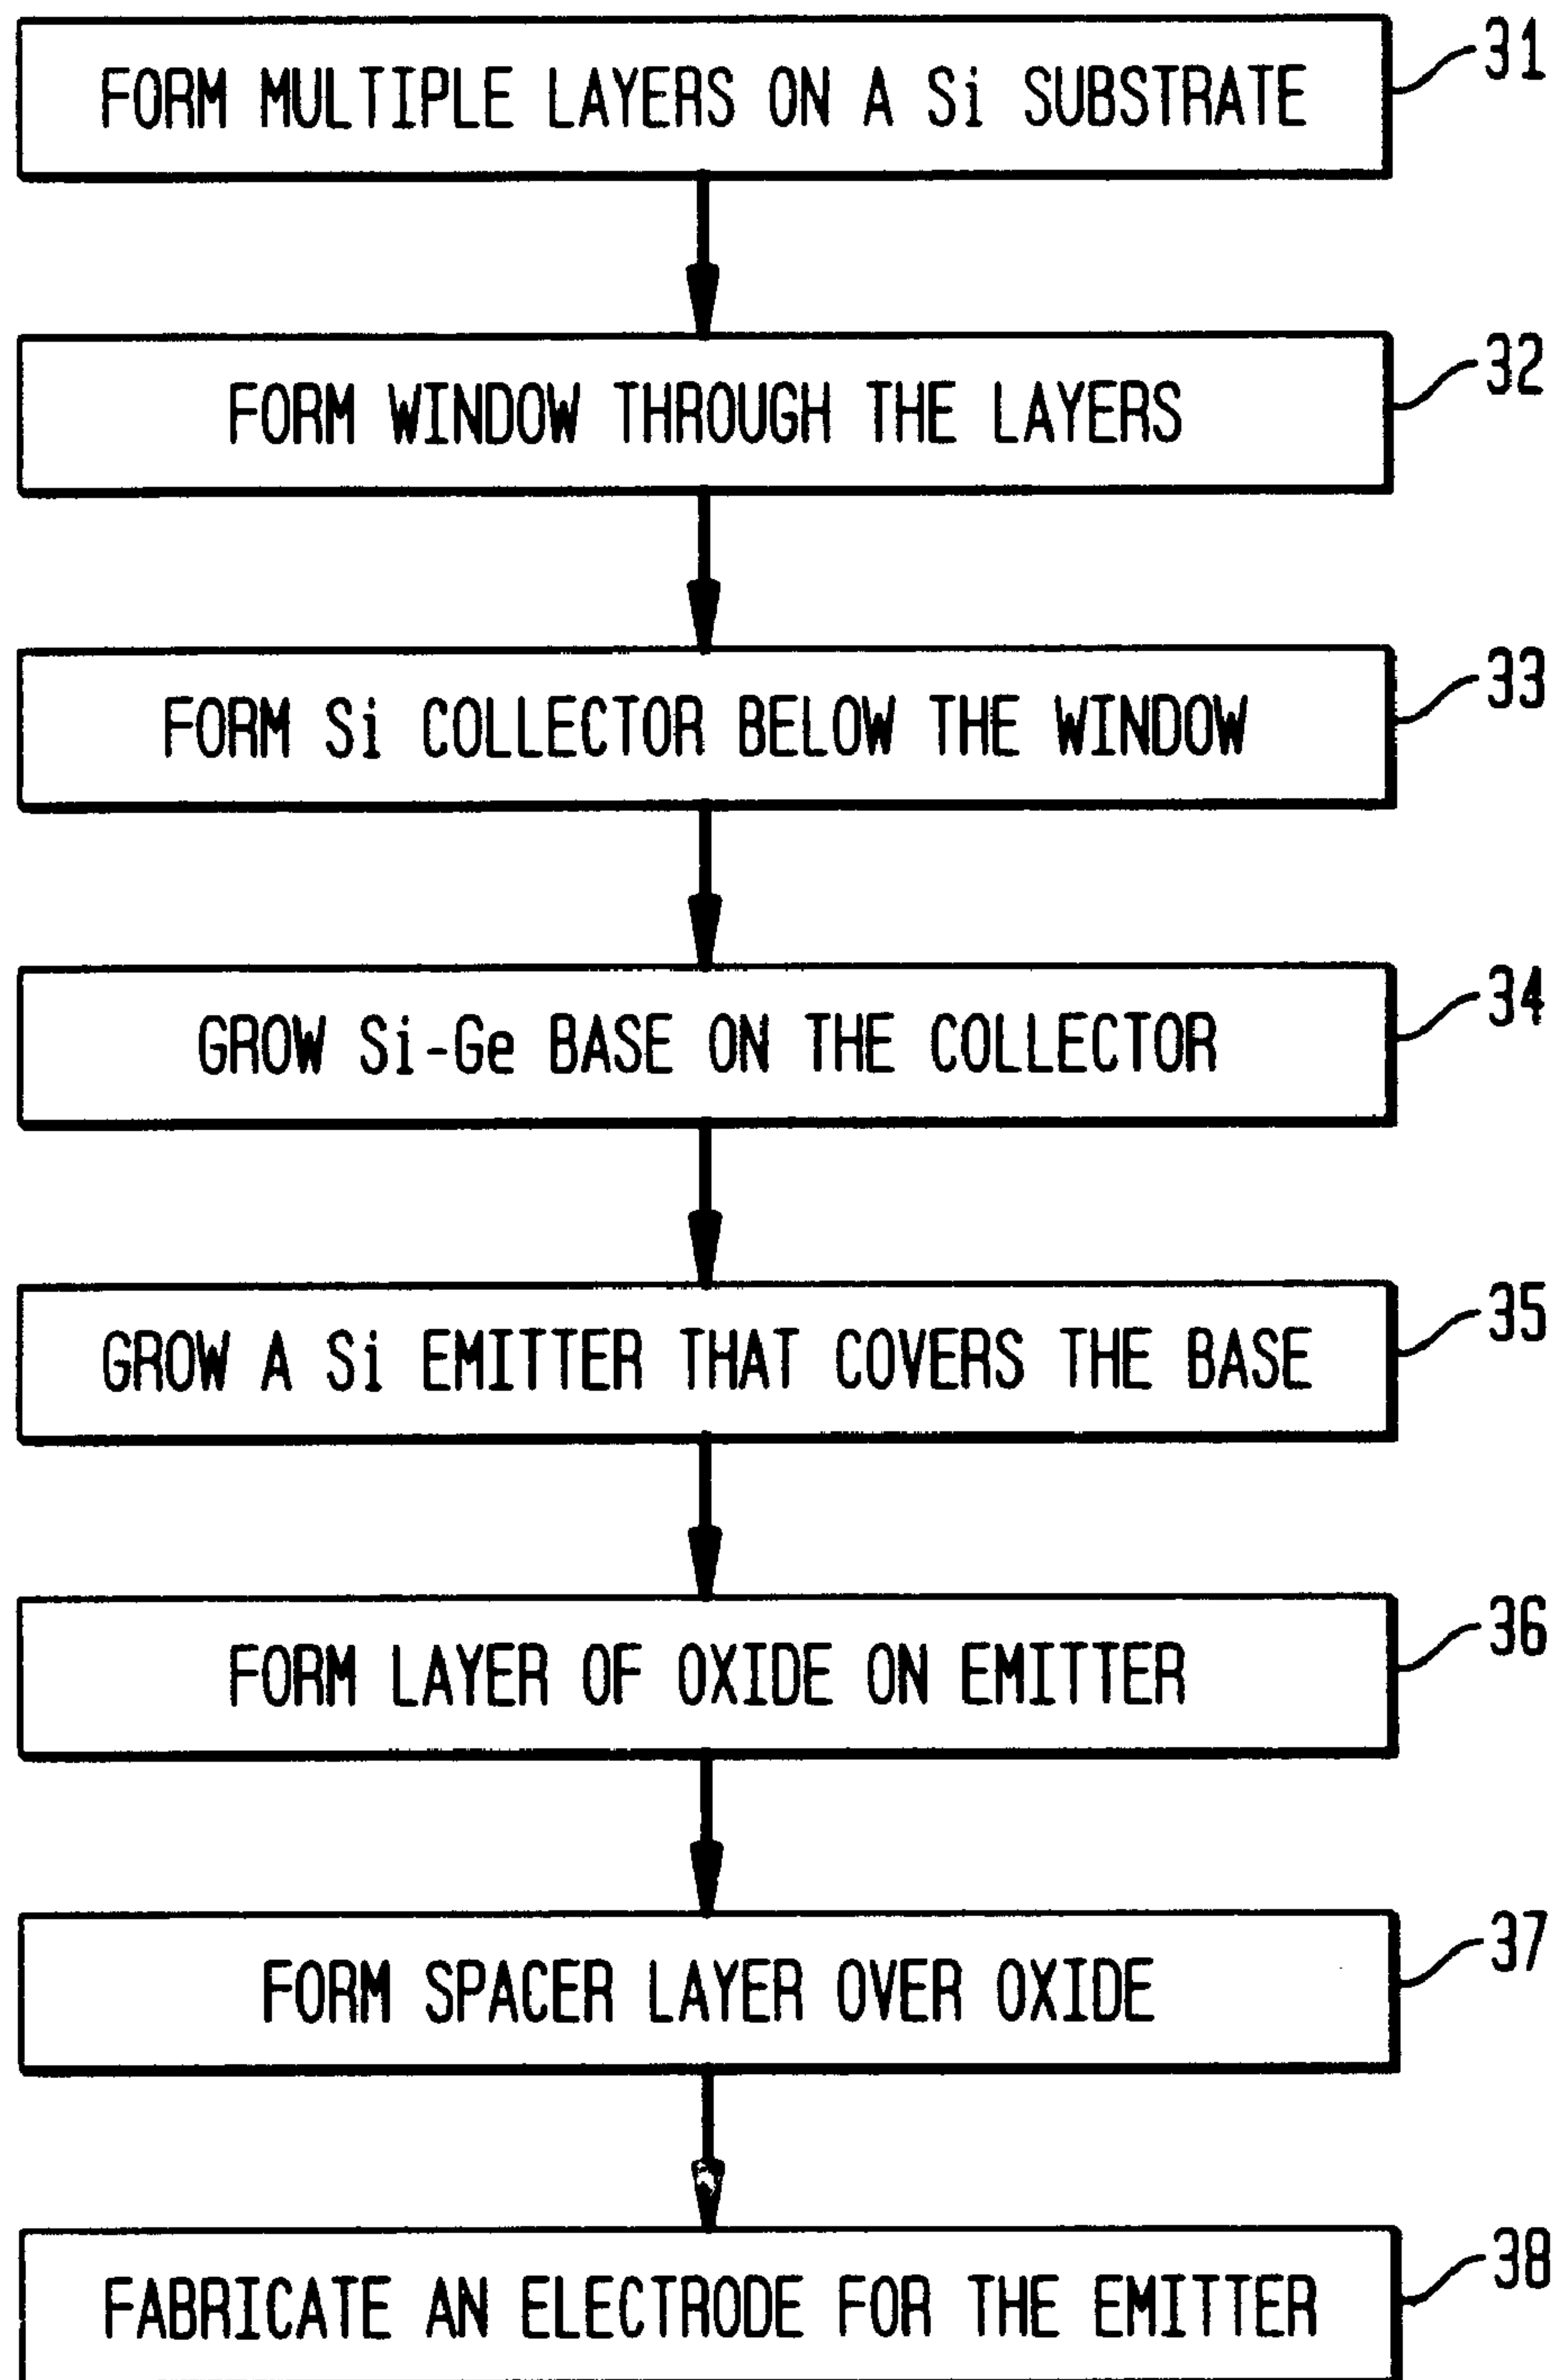 FORM MULTIPLE LAYERS ON A Si SUBSTRATE
31
FORM WINDOW THROUGH THE LAYERS
32
FORM Si COLLECTOR BELOW THE WINDOW
33
GROW Si-Ge BASE ON THE COLLECTOR
34
GROW A Si EMITTER THAT COVERS THE BASE
35
FORM LAYER OF OXIDE ON EMITTER
36
FORM SPACER LAYER OVER OXIDE
37
FABRICATE AN ELECTRODE FOR THE EMITTER
38